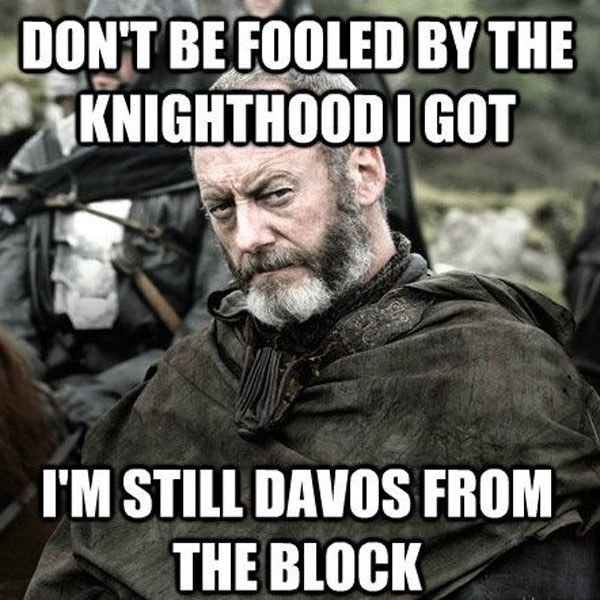 DON'T BE FOOLED BY THE
KNIGHTHOOD I GOT
I'M STILL DAVOS FROM
THE BLOCK